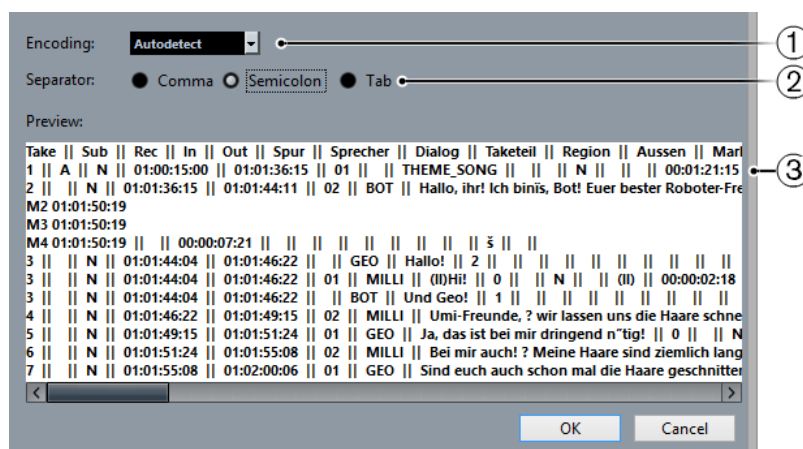 Encoding: Autodetect 1
Separator: Comma Semicolon Tab 2
Preview:
Take || Sub || Rec || In || Out || Spur || Sprecher || Dialog || Taketeil || Region || Aussen || Mark
1 || A || N || 01:00:15:00 || 01:01:36:15 || 01 || || THEME_SONG || || || N || || || 00:01:21:15 3
2 || || N || 01:01:36:15 || 01:01:44:11 || 02 || BOT || Hallo, ihr! Ich binïs, Bot! Euer bester Roboter-Fre
M2 01:01:50:19
M3 01:01:50:19
M4 01:01:50:19 || || 00:00:07:21 || || || || || || || || š || ||
3 || || N || 01:01:44:04 || 01:01:46:22 || || GEO || Hallo! || 2 || || || || || || || ||
3 || || N || 01:01:44:04 || 01:01:46:22 || 01 || MILLI || (II)Hi! || 0 || || N || || (II) || 00:00:02:18
3 || || N || 01:01:44:04 || 01:01:46:22 || || BOT || Und Geo! || 1 || || || || || || || ||
4 || || N || 01:01:46:22 || 01:01:49:15 || 02 || MILLI || Umi-Freunde, ? wir lassen uns die Haare schne
5 || || N || 01:01:49:15 || 01:01:51:24 || 01 || GEO || Ja, das ist bei mir dringend n˝tig! || 0 || || N
6 || || N || 01:01:51:24 || 01:01:55:08 || 02 || MILLI || Bei mir auch! ? Meine Haare sind ziemlich lang
7 || || N || 01:01:55:08 || 01:02:00:06 || 01 || GEO || Sind euch auch schon mal die Haare geschnitten
OK Cancel